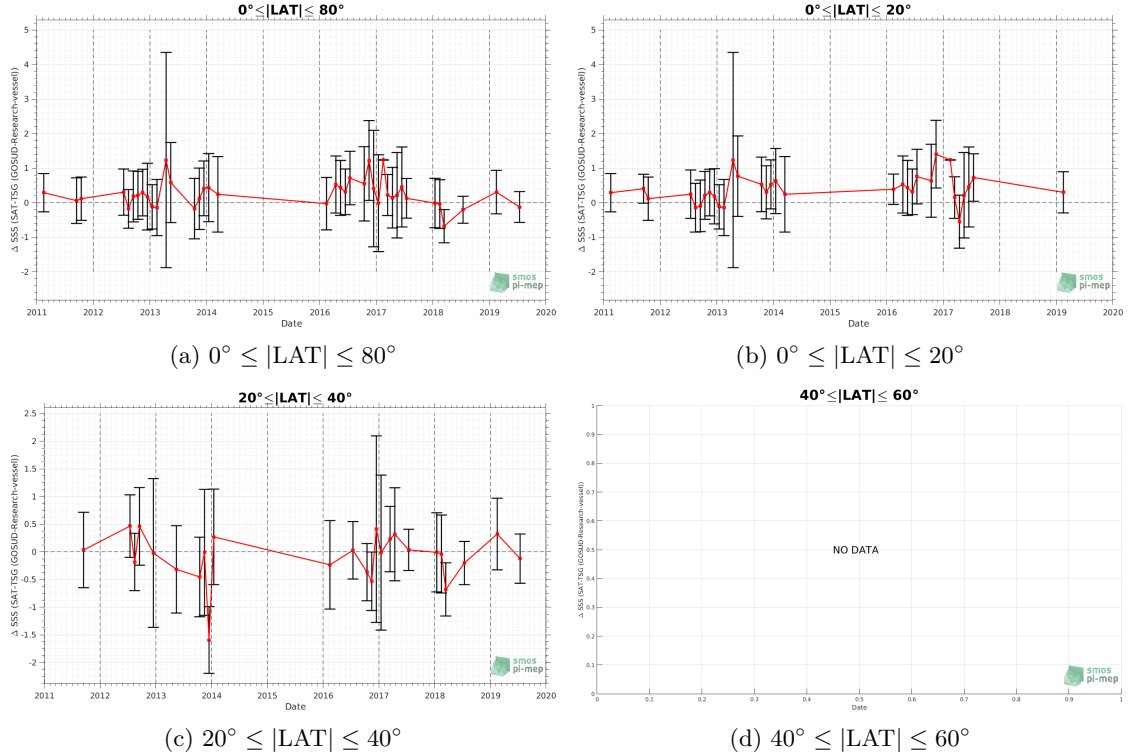 0°≤|LAT|≤ 80°
Δ SSS (SAT-TSG (GOSUD-Research-vessel))
5
4
3
2
1
0
-1
-2
2011 2012 2013 2014 2015 2016 2017 2018 2019 2020
Date
smos
pi-mep
(a) 0° ≤ |LAT| ≤ 80°
0°≤|LAT|≤ 20°
Δ SSS (SAT-TSG (GOSUD-Research-vessel))
5
4
3
2
1
0
-1
-2
2011 2012 2013 2014 2015 2016 2017 2018 2019 2020
Date
smos
pi-mep
(b) 0° ≤ |LAT| ≤ 20°
20°≤|LAT|≤ 40°
Δ SSS (SAT-TSG (GOSUD-Research-vessel))
2.5
2
1.5
1
0.5
0
-0.5
-1
-1.5
-2
2011 2012 2013 2014 2015 2016 2017 2018 2019 2020
Date
smos
pi-mep
(c) 20° ≤ |LAT| ≤ 40°
40°≤|LAT|≤ 60°
Δ SSS (SAT-TSG (GOSUD-Research-vessel))
1
0.9
0.8
0.7
0.6
0.5
0.4
0.3
0.2
0.1
0
NO DATA
0 0.1 0.2 0.3 0.4 0.5 0.6 0.7 0.8 0.9 1
Date
smos
pi-mep
(d) 40° ≤ |LAT| ≤ 60°